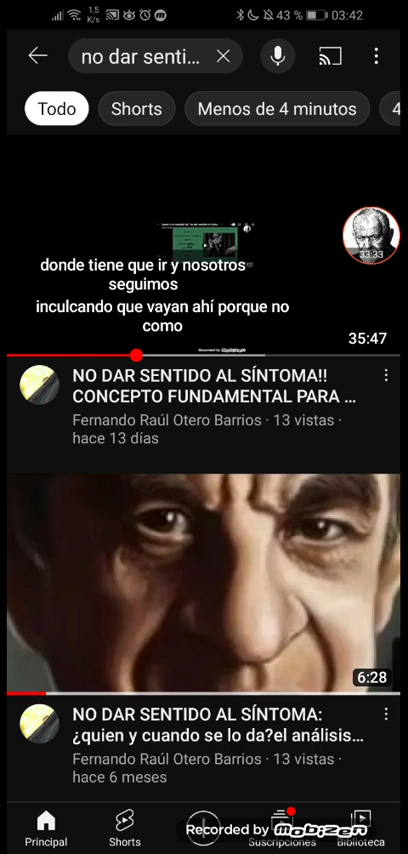 1,5
K/s
43 %
03:42
no dar senti...
Todo
Shorts
Menos de 4 minutos
4
33:33
donde tiene que ir y nosotros
seguimos
inculcando que vayan ahí porque no
como
35:47
NO DAR SENTIDO AL SÍNTOMA!!
CONCEPTO FUNDAMENTAL PARA ...
Fernando Raúl Otero Barrios · 13 vistas ·
hace 13 días
6:28
NO DAR SENTIDO AL SÍNTOMA:
¿quien y cuando se lo da?el análisis...
Fernando Raúl Otero Barrios · 13 vistas ·
hace 6 meses
Recorded by Mobizen
Principal
Shorts
Suscripciones
Biblioteca